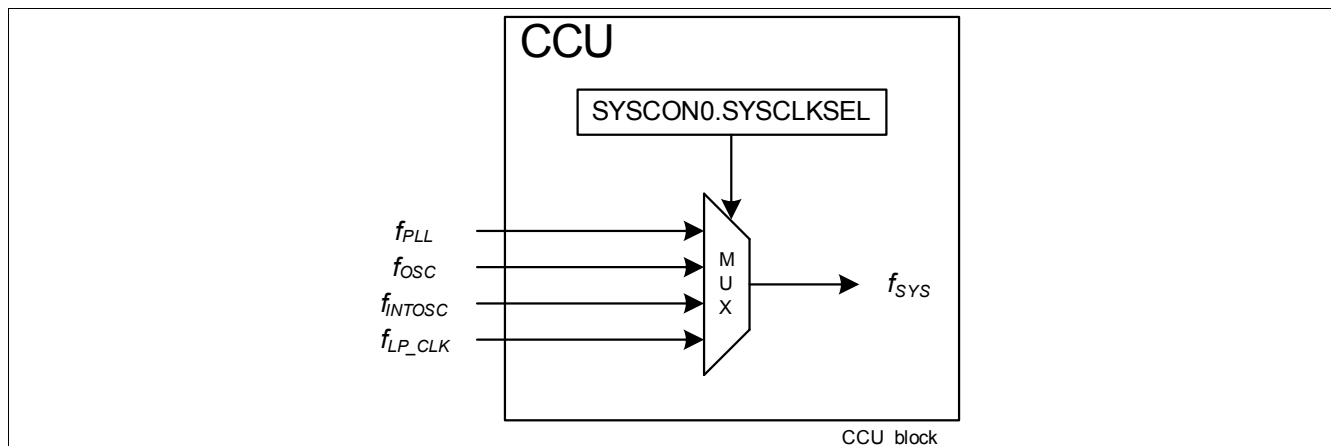 CCU
SYSCON0.SYSCLKSEL
fPLL
fOSC
fINTOSC
fLP_CLK
M
U
X
fSYS
CCU_block